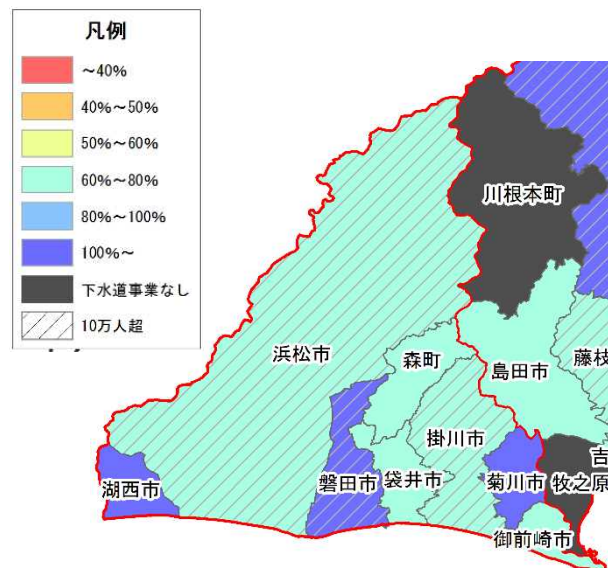 凡例
～40%
40%～50%
50%～60%
60%～80%
80%～100%
100%～
下水道事業なし
10万人超
川根本町
浜松市
森町
島田市
藤枝
掛川市
湖西市
磐田市
袋井市
菊川市
牧之原
吉
御前崎市